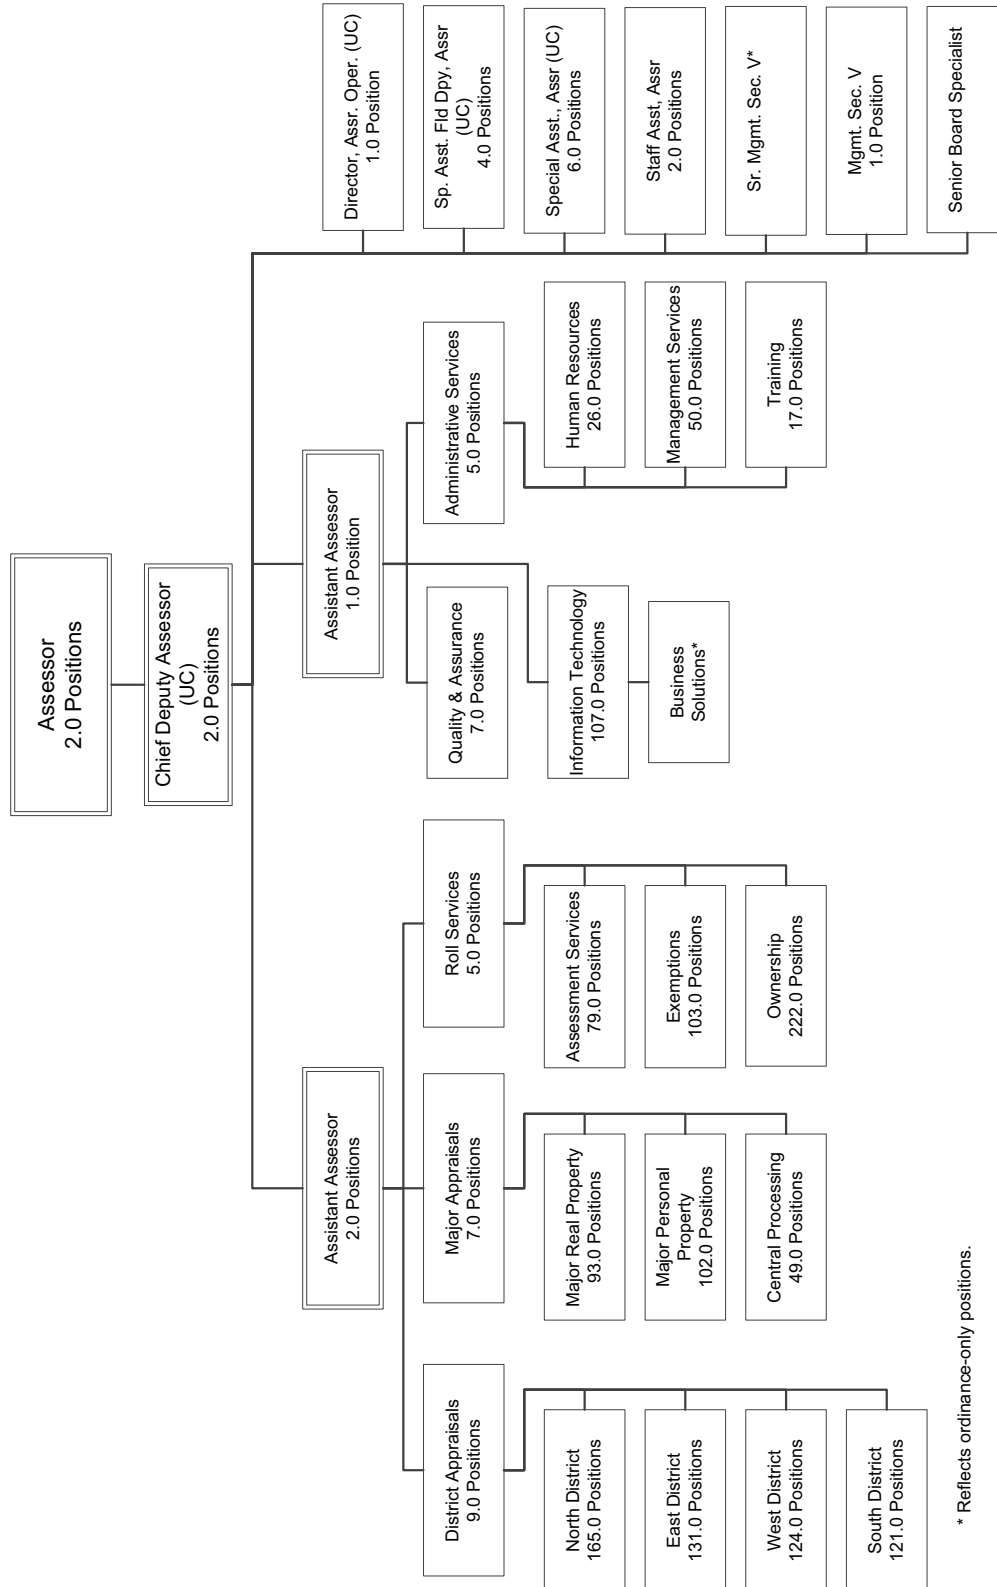 Assessor
2.0 Positions
Chief Deputy Assessor
(UC)
2.0 Positions
Assistant Assessor
2.0 Positions
District Appraisals
9.0 Positions
North District
165.0 Positions
East District
131.0 Positions
West District
124.0 Positions
South District
121.0 Positions
Major Appraisals
7.0 Positions
Major Real Property
93.0 Positions
Major Personal
Property
102.0 Positions
Central Processing
49.0 Positions
Roll Services
5.0 Positions
Assessment Services
79.0 Positions
Exemptions
103.0 Positions
Ownership
222.0 Positions
Assistant Assessor
1.0 Position
Quality & Assurance
7.0 Positions
Information Technology
107.0 Positions
Business
Solutions*
Administrative Services
5.0 Positions
Human Resources
26.0 Positions
Management Services
50.0 Positions
Training
17.0 Positions
Director, Assr. Oper. (UC)
1.0 Position
Sp. Asst. Fld Dpy, Assr
(UC)
4.0 Positions
Special Asst., Assr (UC)
6.0 Positions
Staff Asst, Assr
2.0 Positions
Sr. Mgmt. Sec. V*
Mgmt. Sec. V
1.0 Position
Senior Board Specialist
* Reflects ordinance-only positions.